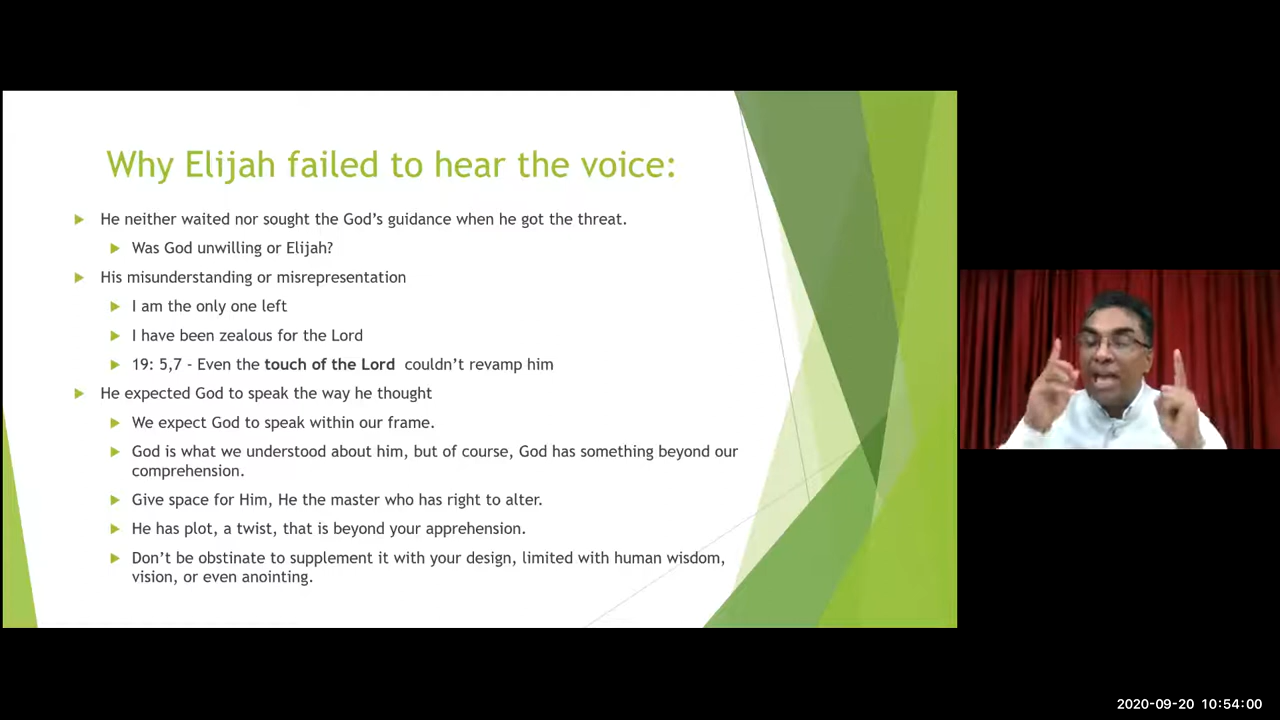 Why Elijah failed to hear the voice:
He neither waited nor sought the God’s guidance when he got the threat.
Was God unwilling or Elijah?
His misunderstanding or misrepresentation
I am the only one left
I have been zealous for the Lord
19: 5,7 - Even the touch of the Lord couldn’t revamp him
He expected God to speak the way he thought
We expect God to speak within our frame.
God is what we understood about him, but of course, God has something beyond our
comprehension.
Give space for Him, He the master who has right to alter.
He has plot, a twist, that is beyond your apprehension.
Don’t be obstinate to supplement it with your design, limited with human wisdom,
vision, or even anointing.
2020-09-20 10:54:00